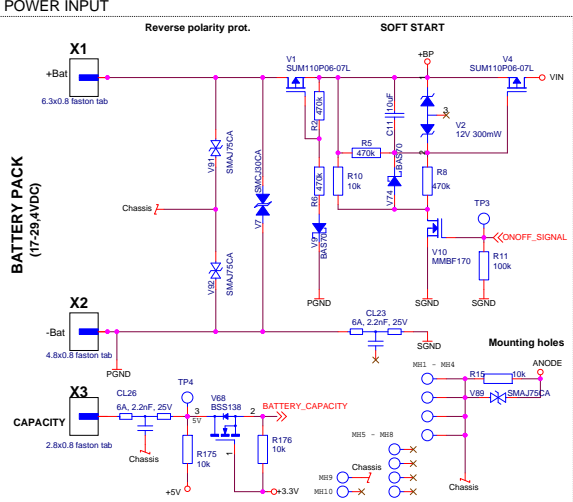 POWER INPUT
Reverse polarity prot.
SOFT START
X1
+Bat
6.3x0.8 faston tab
V1
SUM110P06-07L
+BP
V4
SUM110P06-07L
VIN
R2
470k
C11
10uF
3
V2
12V 300mW
2
V91
SMAJ75CA
SMCJ30CA
V7
R5
470k
BAS70
V74
R10
10k
R8
470k
R6
470k
V9
BAS70
TP3
ONOFF_SIGNAL
V10
MMBF170
R11
100k
Chassis
BATTERY PACK
(17-29,4VDC)
V92
SMAJ75CA
PGND
SGND
SGND
X2
-Bat
4.8x0.8 faston tab
PGND
CL23
6A, 2.2nF, 25V
SGND
Mounting holes
MH1 - MH4
R15
10k
ANODE
V89
SMAJ75CA
X3
CAPACITY
2.8x0.8 faston tab
CL26
6A, 2.2nF, 25V
Chassis
TP4
3
5V
V68
BSS138
2
1
BATTERY_CAPACITY
R175
10k
R176
10k
+5V
+3.3V
MH5 - MH8
MH9
Chassis
MH10
Chassis